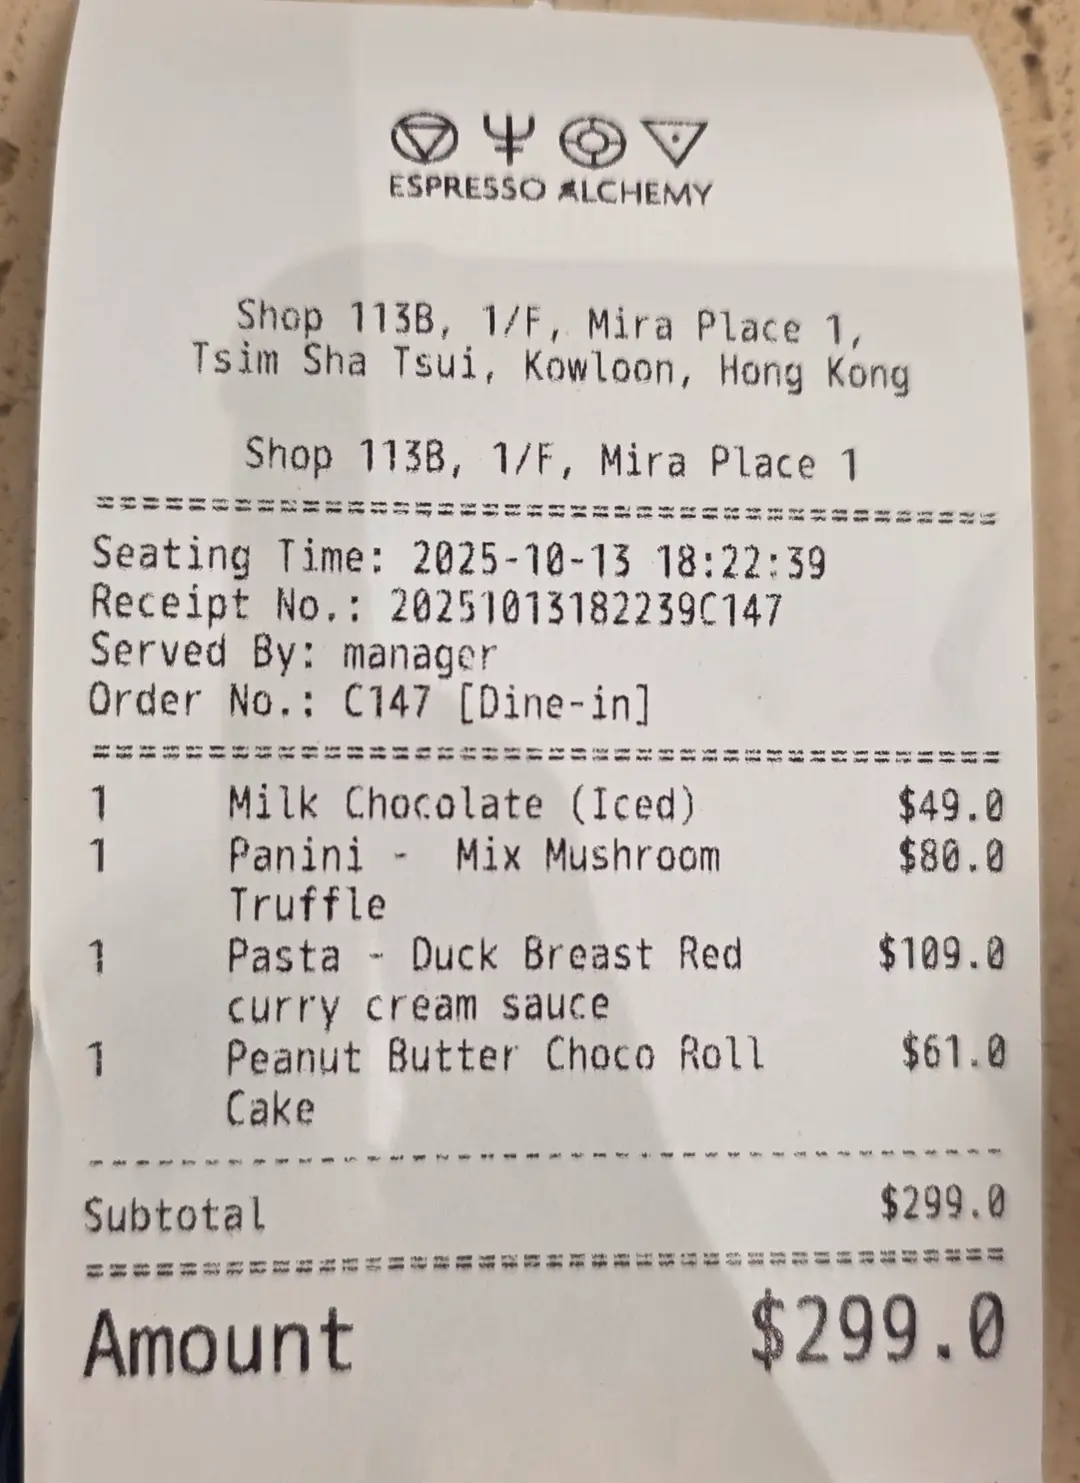 ESPRESSO ALCHEMY
Shop 113B, 1/F, Mira Place 1,
Tsim Sha Tsui, Kowloon, Hong Kong
Shop 113B, 1/F, Mira Place 1
Seating Time: 2025-10-13 18:22:39
Receipt No.: 20251013182239C147
Served By: manager
Order No.: C147 [Dine-in]
1 Milk Chocolate (Iced) $49.0
1 Panini - Mix Mushroom $80.0
Truffle
1 Pasta - Duck Breast Red $109.0
curry cream sauce
1 Peanut Butter Choco Roll $61.0
Cake
Subtotal $299.0
Amount $299.0